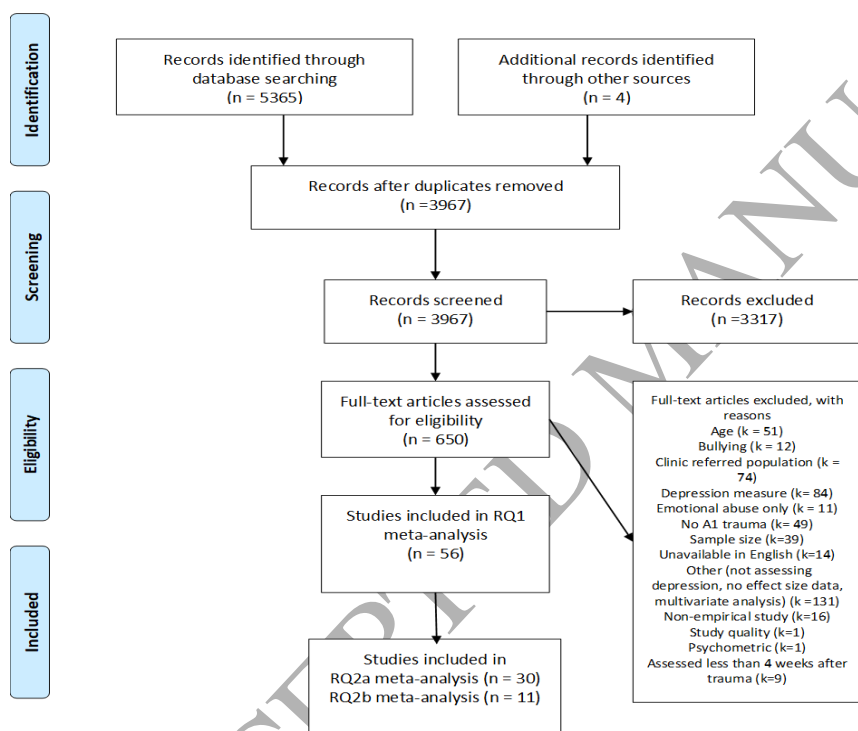 Identification
Records identified through
database searching
(n = 5365)
Additional records identified
through other sources
(n = 4)
Records after duplicates removed
(n =3967)
Screening
Records screened
(n = 3967)
Records excluded
(n =3317)
Eligibility
Full-text articles assessed
for eligibility
(n = 650)
Full-text articles excluded, with
reasons
Age (k = 51)
Bullying (k = 12)
Clinic referred population (k =
74)
Depression measure (k= 84)
Emotional abuse only (k = 11)
No A1 trauma (k= 49)
Sample size (k=39)
Unavailable in English (k=14)
Other (not assessing
depression, no effect size data,
multivariate analysis) (k =131)
Non-empirical study (k=16)
Study quality (k=1)
Psychometric (k=1)
Assessed less than 4 weeks after
trauma (k=9)
Studies included in RQ1
meta-analysis
(n = 56)
Included
Studies included in
RQ2a meta-analysis (n = 30)
RQ2b meta-analysis (n = 11)
EPTED MANU